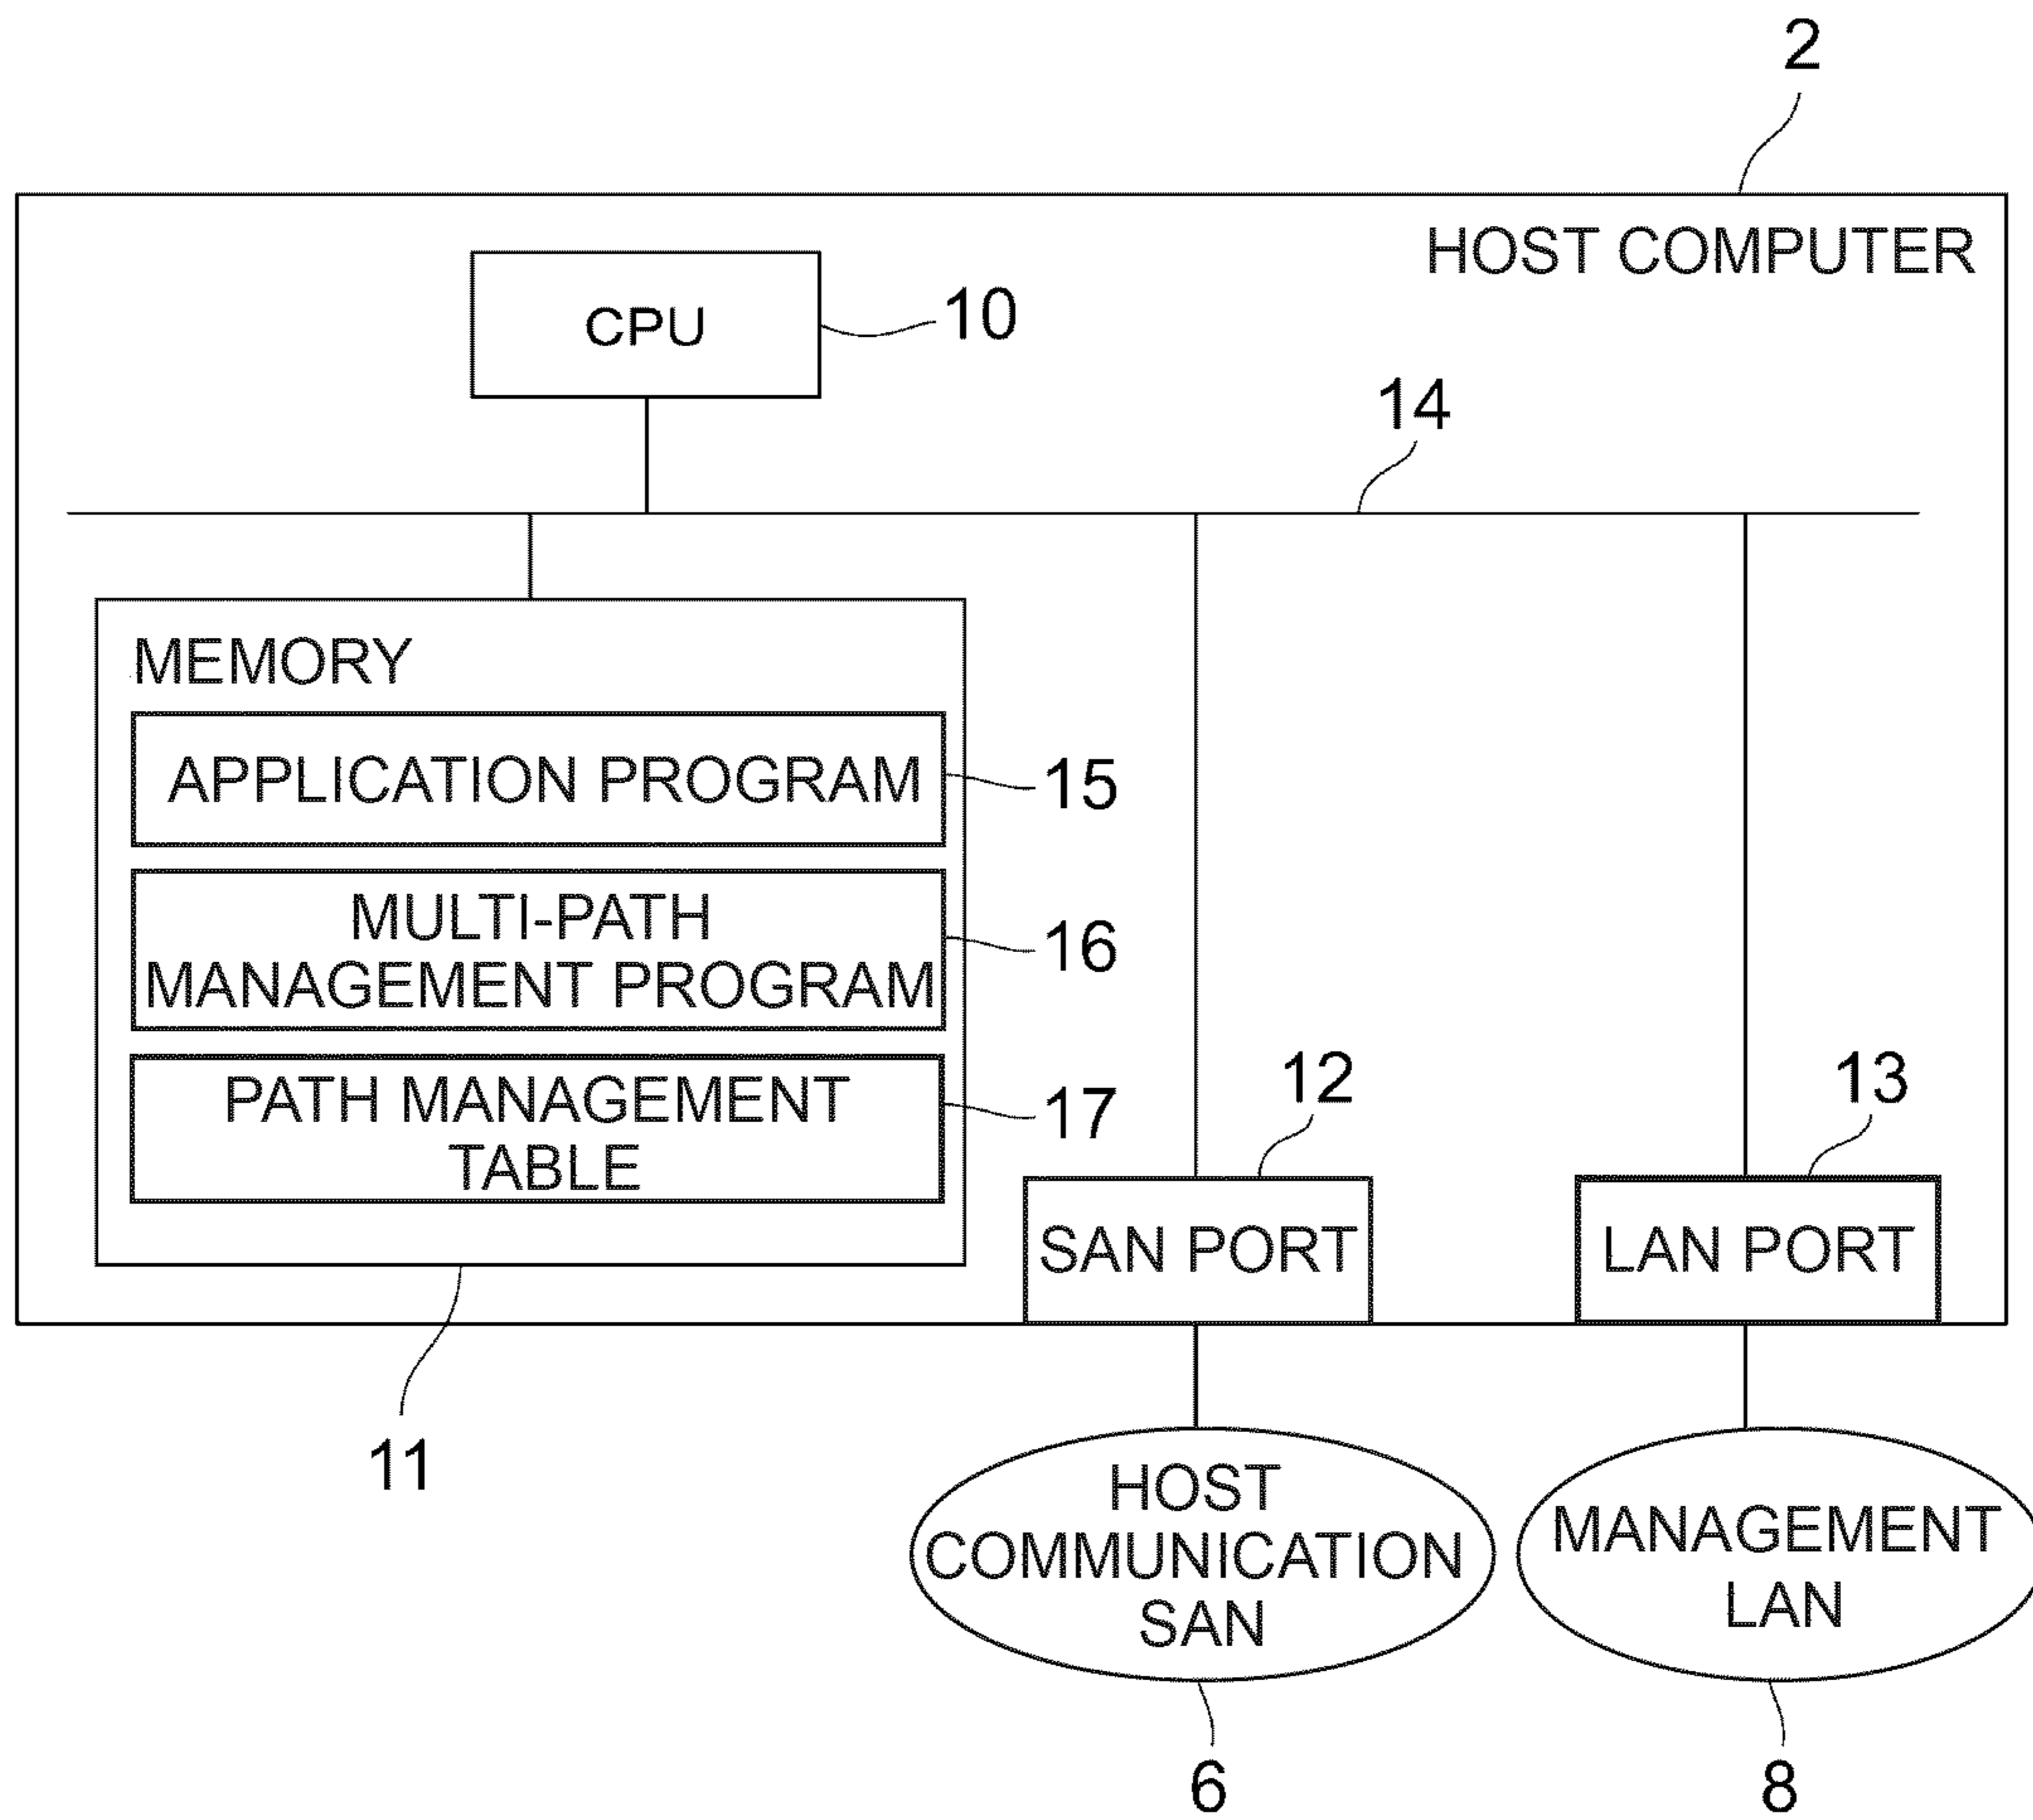 2
HOST COMPUTER
CPU
10
14
MEMORY
APPLICATION PROGRAM
15
MULTI-PATH
MANAGEMENT PROGRAM
16
PATH MANAGEMENT
TABLE
17
12
13
SAN PORT
LAN PORT
11
HOST
COMMUNICATION
SAN
MANAGEMENT
LAN
6
8